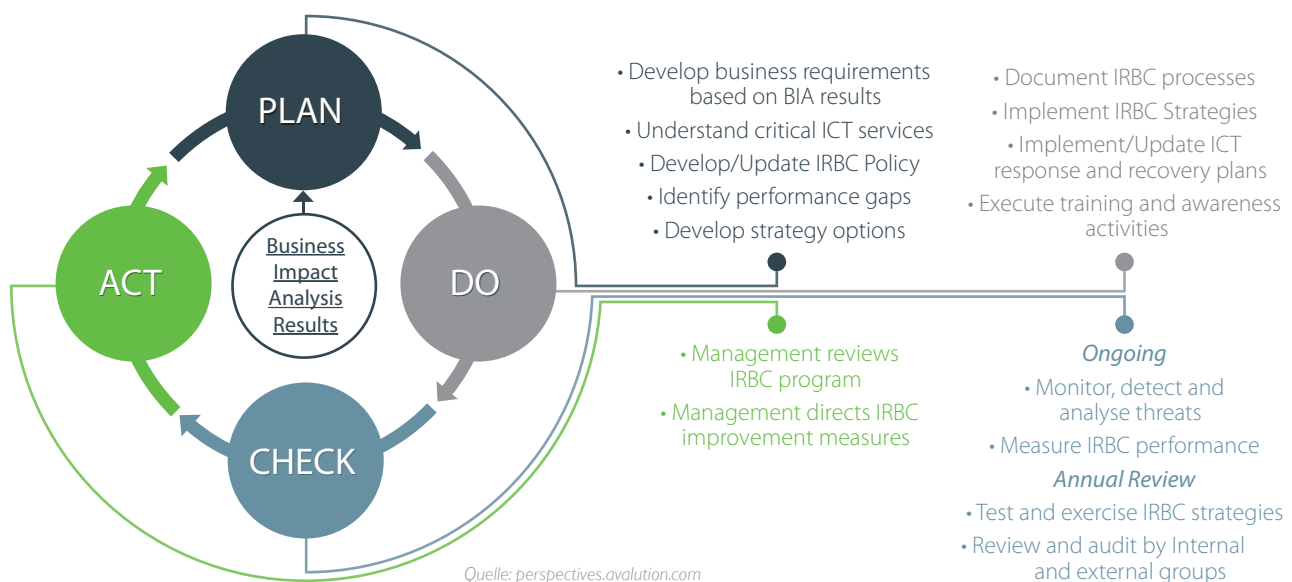 PLAN
DO
CHECK
ACT
Business
Impact
Analysis
Results
• Develop business requirements
based on BIA results
• Understand critical ICT services
• Develop/Update IRBC Policy
• Identify performance gaps
• Develop strategy options
• Document IRBC processes
• Implement IRBC Strategies
• Implement/Update ICT
response and recovery plans
• Execute training and awareness
activities
• Management reviews
IRBC program
• Management directs IRBC
improvement measures
Ongoing
• Monitor, detect and
analyse threats
• Measure IRBC performance
Annual Review
• Test and exercise IRBC strategies
• Review and audit by Internal
and external groups
Quelle: perspectives.avalution.com